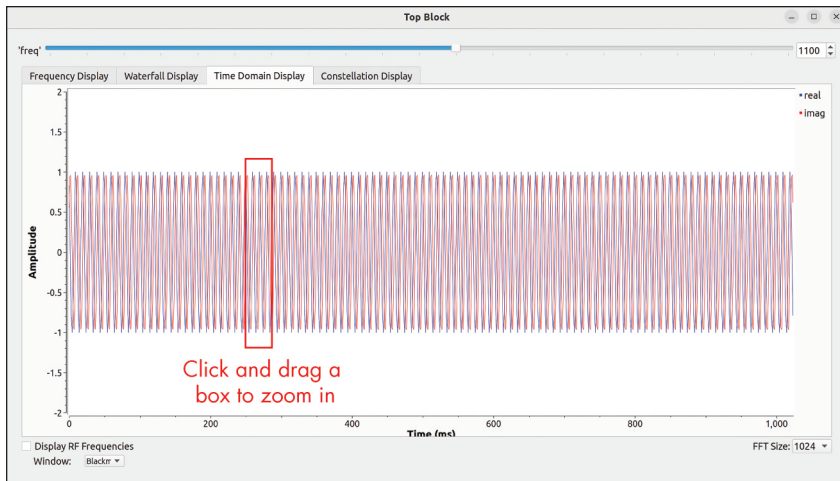 Top Block
'freq'
1100
Frequency Display Waterfall Display Time Domain Display Constellation Display
2
1.5
1
0.5
0
-0.5
-1
-1.5
-2
Amplitude
real
imag
Click and drag a
box to zoom in
0 200 400 600 800 1,000
Time (ms)
Display RF Frequencies
FFT Size: 1024
Window: Blackm